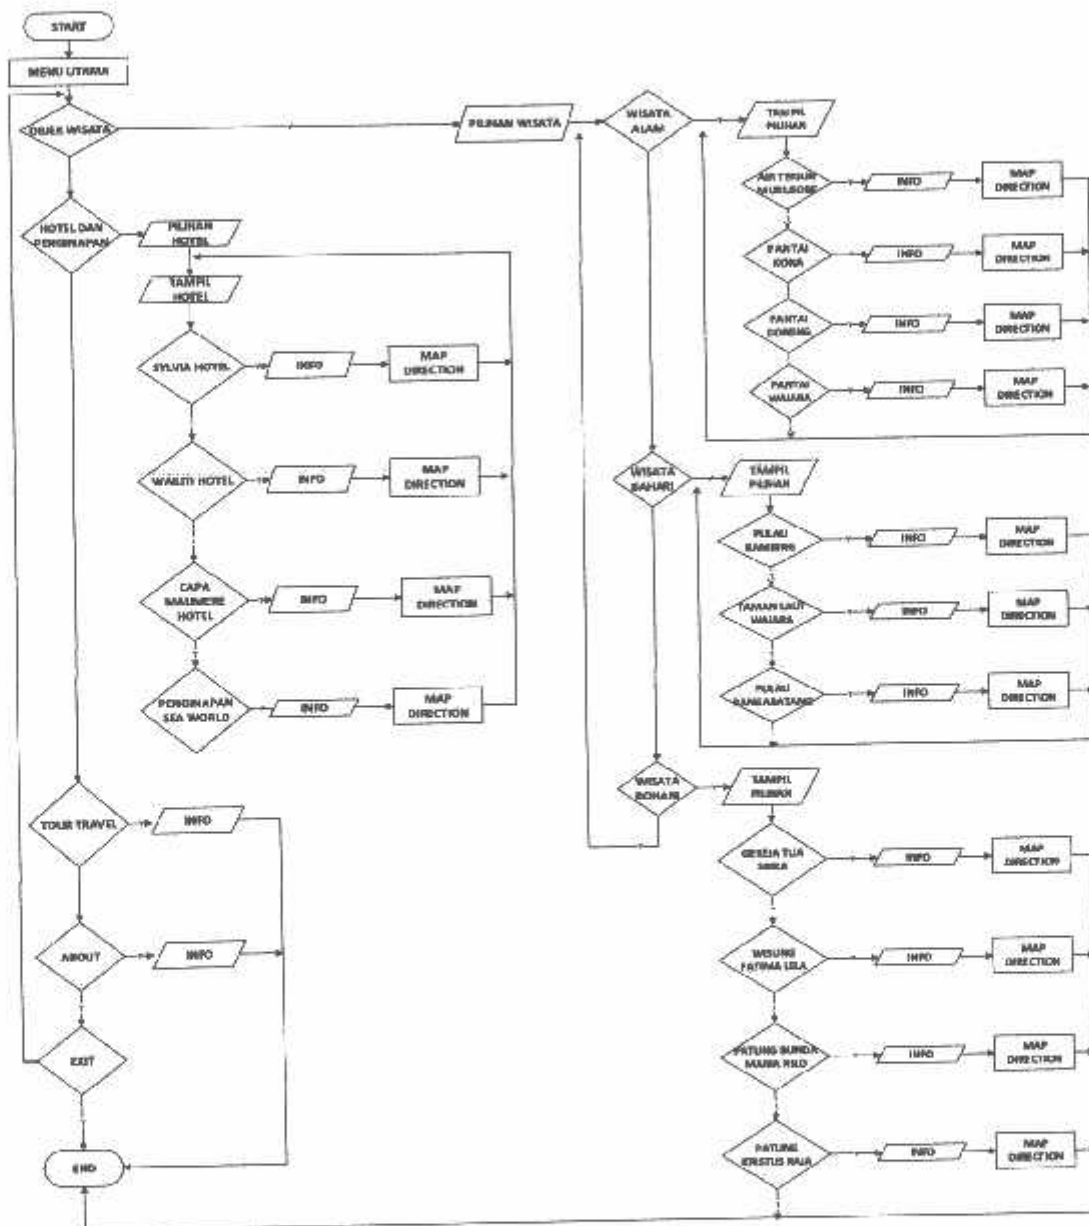 START
MENU UTAMA
OBJEK WISATA
PILIHAN WISATA
WISATA
ALAM
TAMPIL
PILIHAN
AIR TERJUN
MURUSOBE
INFO
MAP
DIRECTION
HOTEL DAN
PENGINAPAN
PILIHAN
HOTEL
PANTAI
KOKA
INFO
MAP
DIRECTION
TAMPIL
HOTEL
PANTAI
DORENG
INFO
MAP
DIRECTION
SYLVIA HOTEL
INFO
MAP
DIRECTION
PANTAI
WAIARA
INFO
MAP
DIRECTION
WAILITI HOTEL
INFO
MAP
DIRECTION
WISATA
BAHARI
TAMPIL
PILIHAN
PULAU
INFO
MAP
DIRECTION
CAPA
MAUMERE
HOTEL
INFO
MAP
DIRECTION
TAMAN LAUT
WAIARA
INFO
MAP
DIRECTION
PENGINAPAN
SEA WORLD
INFO
MAP
DIRECTION
PULAU
PANGABATANG
INFO
MAP
DIRECTION
WISATA
ROHANI
TAMPIL
PILIHAN
TOUR TRAVEL
INFO
GEREJA TUA
SIKKA
INFO
MAP
DIRECTION
ABOUT
INFO
WISUNG
FATIMA LELA
INFO
MAP
DIRECTION
EXIT
PATUNG BUNDA
MARIA NILO
INFO
MAP
DIRECTION
END
PATUNG
KRISTUS RAJA
INFO
MAP
DIRECTION